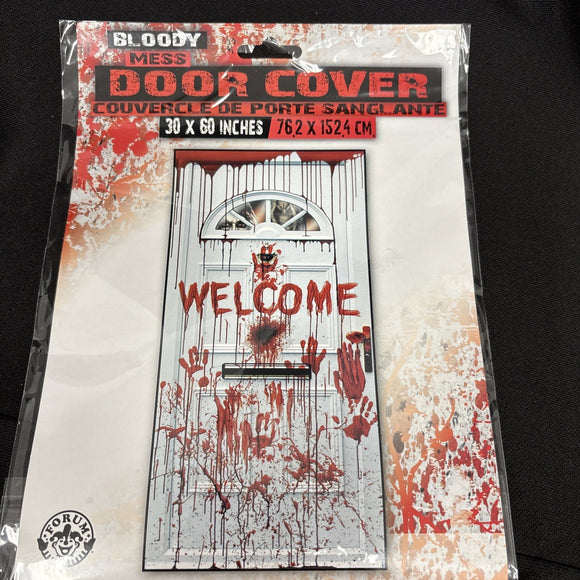 BLOODY
MESS
DOOR COVER
COUVERCLE DE PORTE SANGLANTE
30 X 60 INCHES 76,2 X 152,4 CM
WELCOME
FORUM